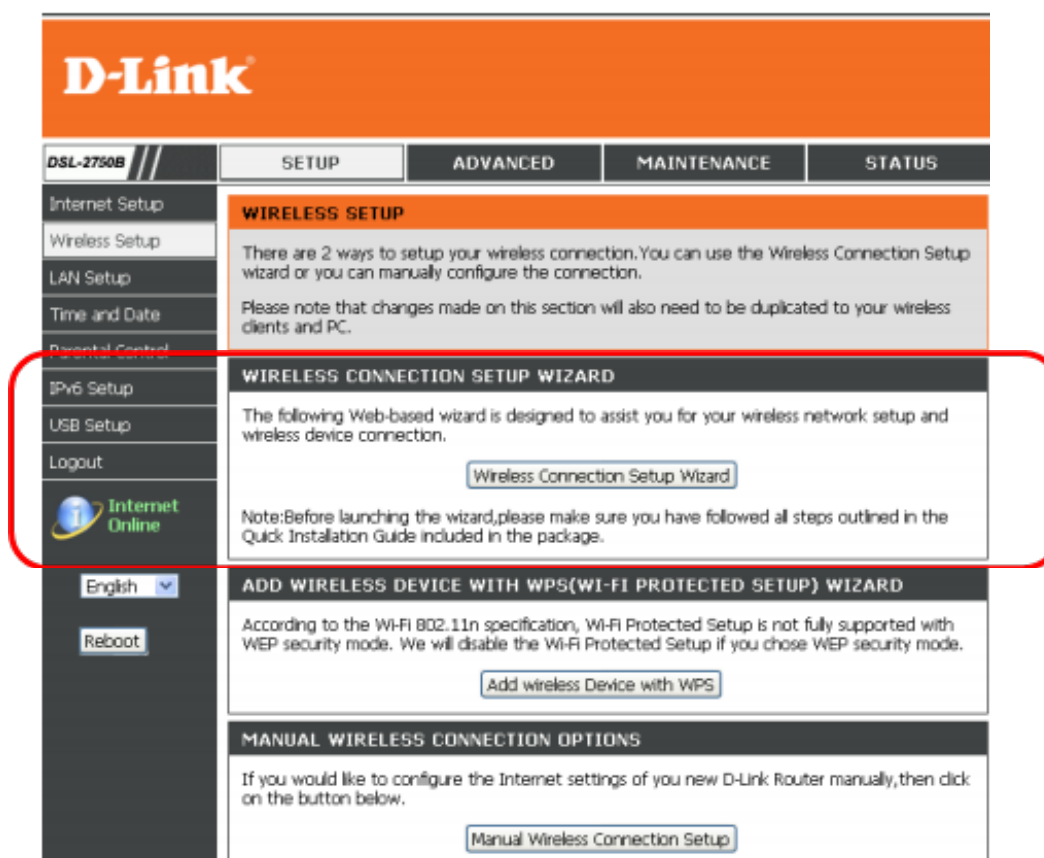 D-Link
DSL-2750B
SETUP
ADVANCED
MAINTENANCE
STATUS
Internet Setup
Wireless Setup
LAN Setup
Time and Date
Parental Control
IPv6 Setup
USB Setup
Logout
Internet
Online
English
Reboot
WIRELESS SETUP
There are 2 ways to setup your wireless connection.You can use the Wireless Connection Setup
wizard or you can manually configure the connection.
Please note that changes made on this section will also need to be duplicated to your wireless
clients and PC.
WIRELESS CONNECTION SETUP WIZARD
The following Web-based wizard is designed to assist you for your wireless network setup and
wireless device connection.
Wireless Connection Setup Wizard
Note:Before launching the wizard,please make sure you have followed all steps outlined in the
Quick Installation Guide included in the package.
ADD WIRELESS DEVICE WITH WPS(WI-FI PROTECTED SETUP) WIZARD
According to the Wi-Fi 802.11n specification, Wi-Fi Protected Setup is not fully supported with
WEP security mode. We will disable the Wi-Fi Protected Setup if you chose WEP security mode.
Add wireless Device with WPS
MANUAL WIRELESS CONNECTION OPTIONS
If you would like to configure the Internet settings of you new D-Link Router manually,then click
on the button below.
Manual Wireless Connection Setup